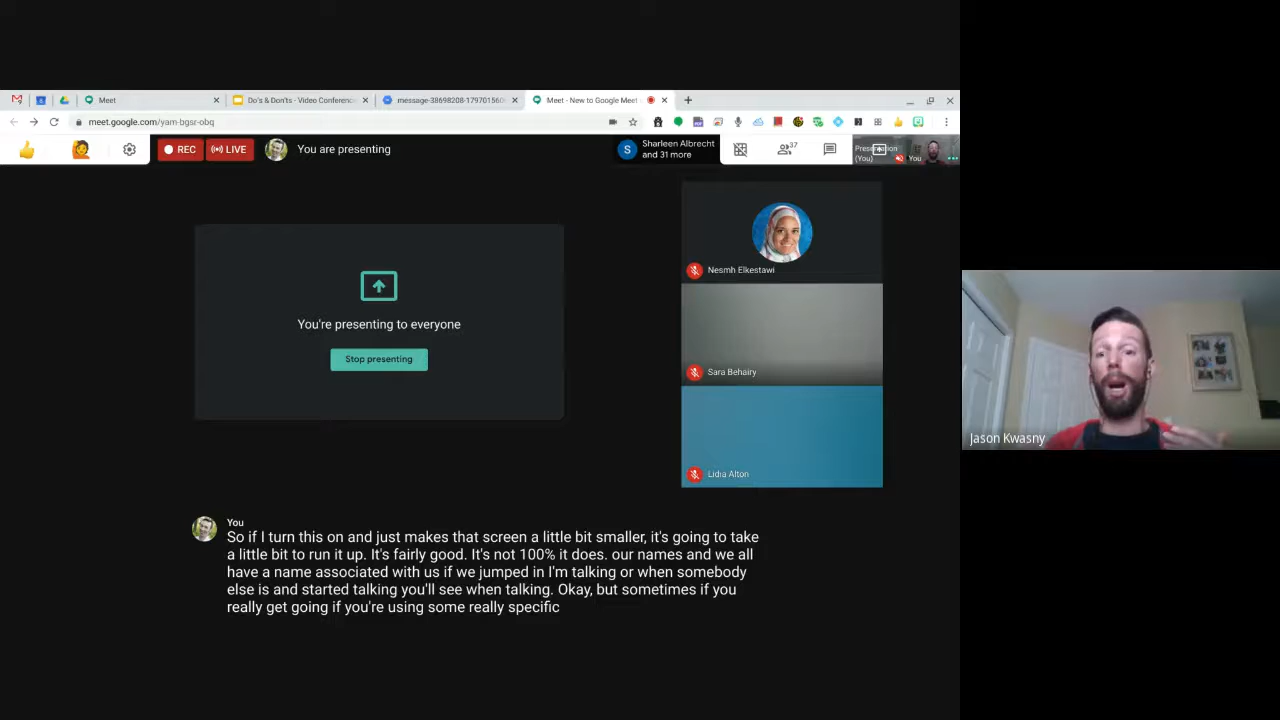 Meet
Do's & Don'ts - Video Conferenc
message-38698208-1797015606
Meet - New to Google Meet
meet.google.com/yam-bgsr-obq
REC
LIVE
You are presenting
S
Sharleen Albrecht
and 31 more
37
Presentation
(You)
You
You're presenting to everyone
Stop presenting
Nesmh Elkestawi
Sara Behairy
Lidra Alton
Jason Kwasny
You
So if I turn this on and just makes that screen a little bit smaller, it's going to take
a little bit to run it up. It's fairly good. It's not 100% it does. our names and we all
have a name associated with us if we jumped in I'm talking or when somebody
else is and started talking you'll see when talking. Okay, but sometimes if you
really get going if you're using some really specific